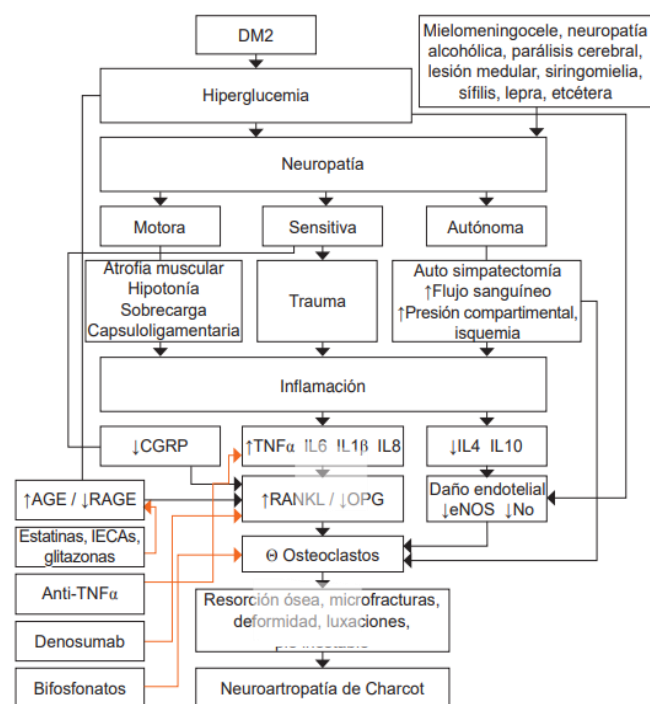 DM2
Mielomeningocele, neuropatía
alcohólica, parálisis cerebral,
lesión medular, siringomielia,
sífilis, lepra, etcétera
Hiperglucemia
Neuropatía
Motora
Sensitiva
Autónoma
Atrofia muscular
Hipotonía
Sobrecarga
Capsuloligamentaria
Trauma
Auto simpatectomía
↑Flujo sanguíneo
↑Presión compartimental,
isquemia
Inflamación
↓CGRP
↑TNFα IL6 IL1β IL8
↓IL4 IL10
↑AGE / ↓RAGE
↑RANKL / ↓OPG
Daño endotelial
↓eNOS ↓No
Estatinas, IECAs,
glitazonas
Θ Osteoclastos
Anti-TNFα
Resorción ósea, microfracturas,
deformidad, luxaciones,
Denosumab
Bifosfonatos
Neuroartropatía de Charcot